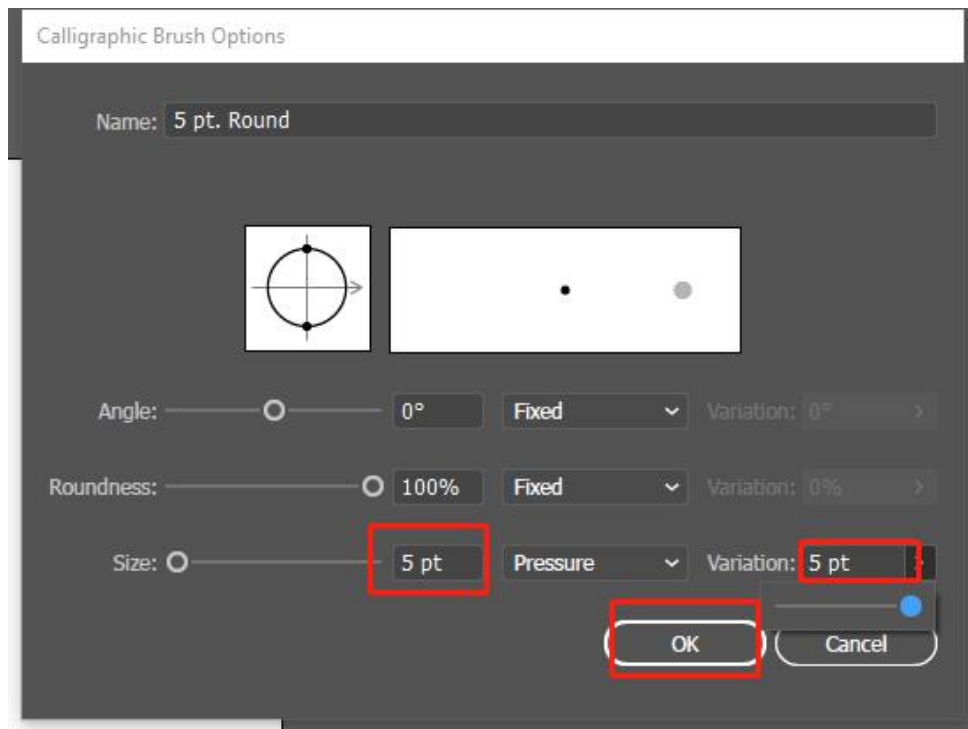 Calligraphic Brush Options
Name: 5 pt. Round
Angle: 0° Fixed Variation: 0°
Roundness: 100% Fixed Variation: 0%
Size: 5 pt Pressure Variation: 5 pt
OK Cancel